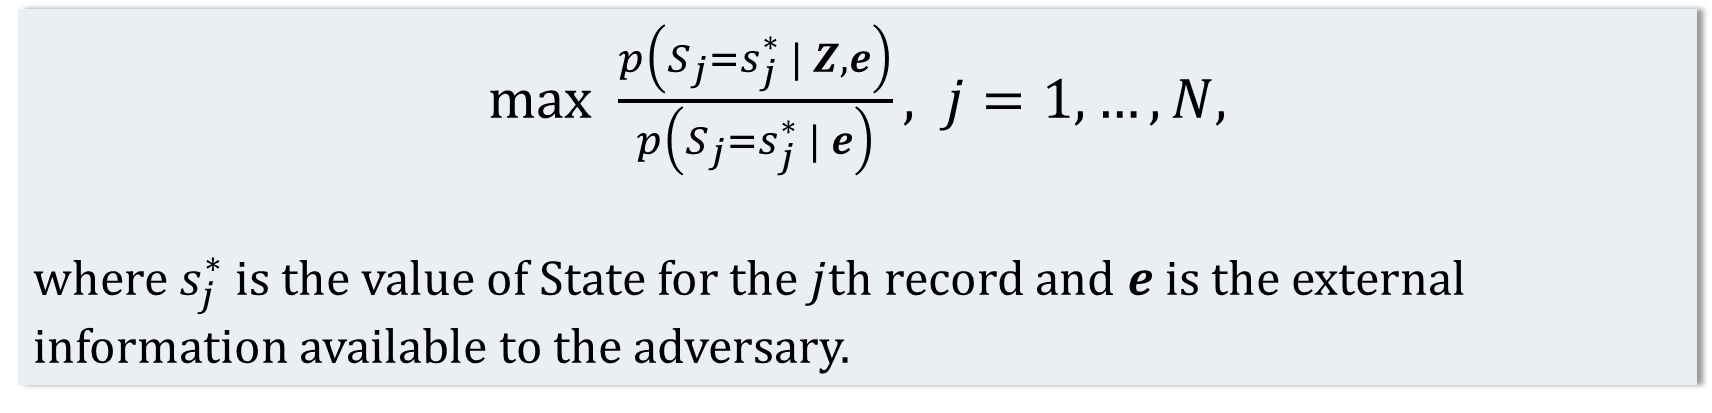 max p(S_j=s_j^* | Z,e) / p(S_j=s_j^* | e) , j = 1, … , N,
where s_j^* is the value of State for the jth record and e is the external
information available to the adversary.